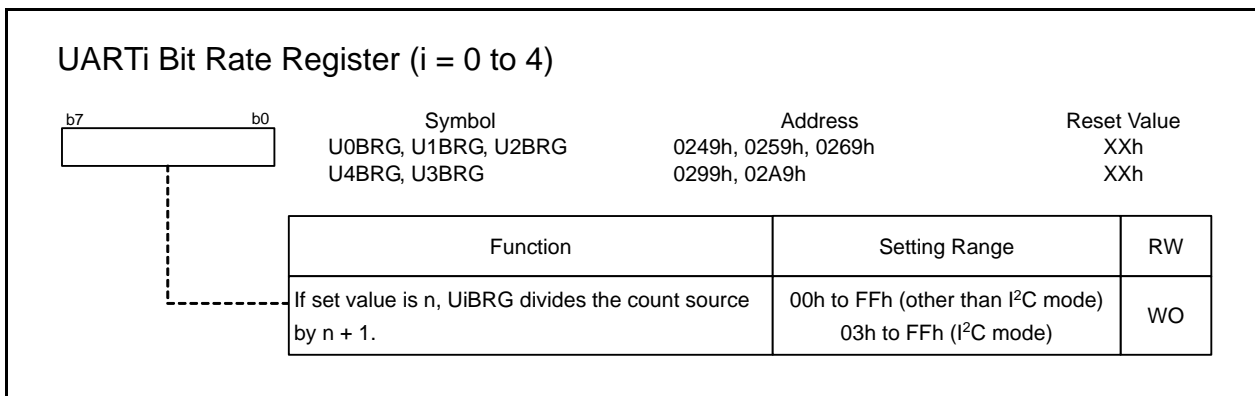 UARTi Bit Rate Register (i = 0 to 4)
b7 b0 Symbol Address Reset Value
U0BRG, U1BRG, U2BRG 0249h, 0259h, 0269h XXh
U4BRG, U3BRG 0299h, 02A9h XXh
Function Setting Range RW
If set value is n, UiBRG divides the count source 00h to FFh (other than I²C mode) WO
by n + 1. 03h to FFh (I²C mode)